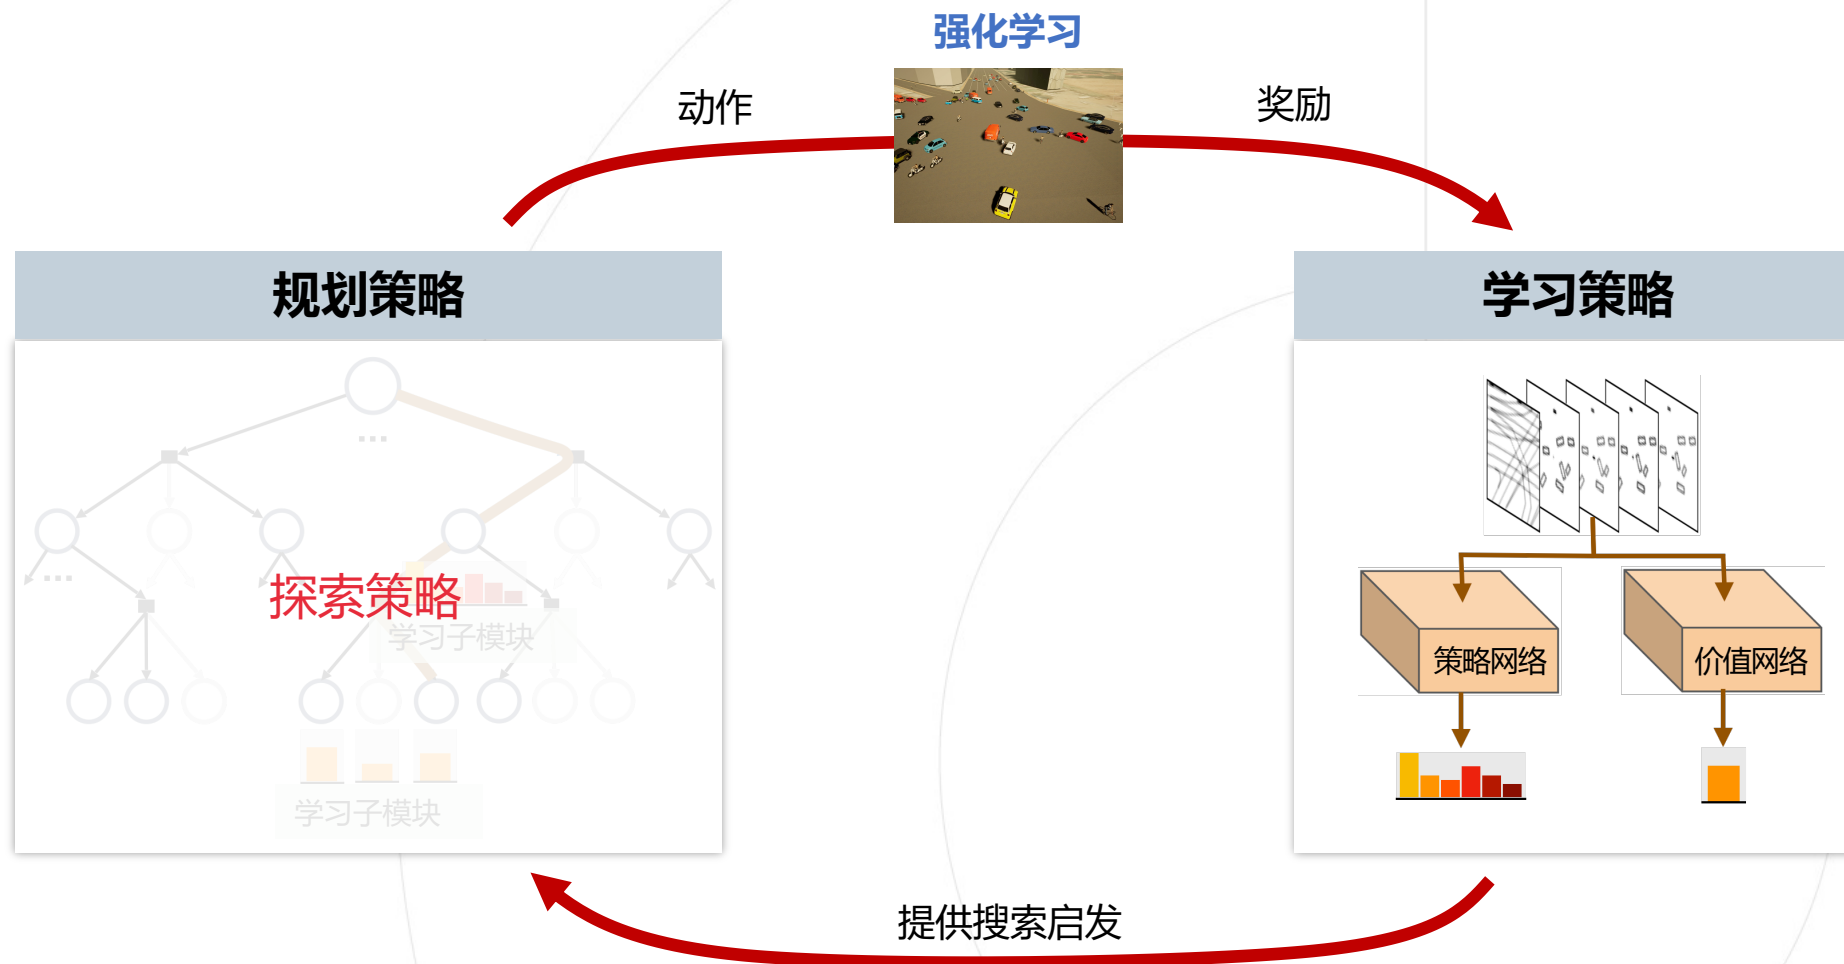 强化学习
动作
奖励
规划策略
学习策略
...
...
探索策略
学习子模块
策略网络
价值网络
学习子模块
提供搜索启发